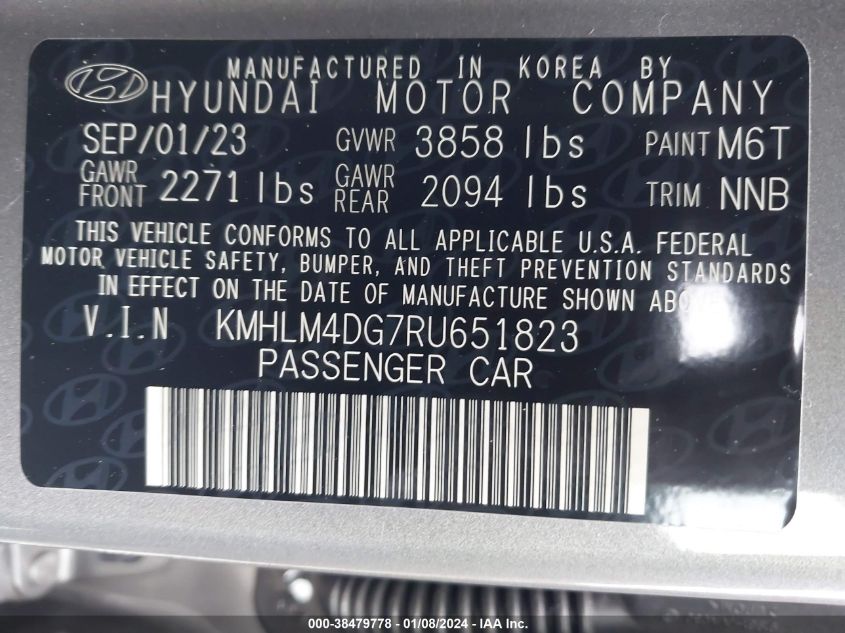 MANUFACTURED IN KOREA BY
HYUNDAI MOTOR COMPANY
SEP/01/23 GVWR 3858 lbs PAINT M6T
GAWR FRONT 2271 lbs GAWR REAR 2094 lbs TRIM NNB
THIS VEHICLE CONFORMS TO ALL APPLICABLE U.S.A. FEDERAL
MOTOR VEHICLE SAFETY, BUMPER, AND THEFT PREVENTION STANDARDS
IN EFFECT ON THE DATE OF MANUFACTURE SHOWN ABOVE
V.I.N KMHLM4DG7RU651823
PASSENGER CAR
000-38479778 - 01/08/2024 - IAAI.com